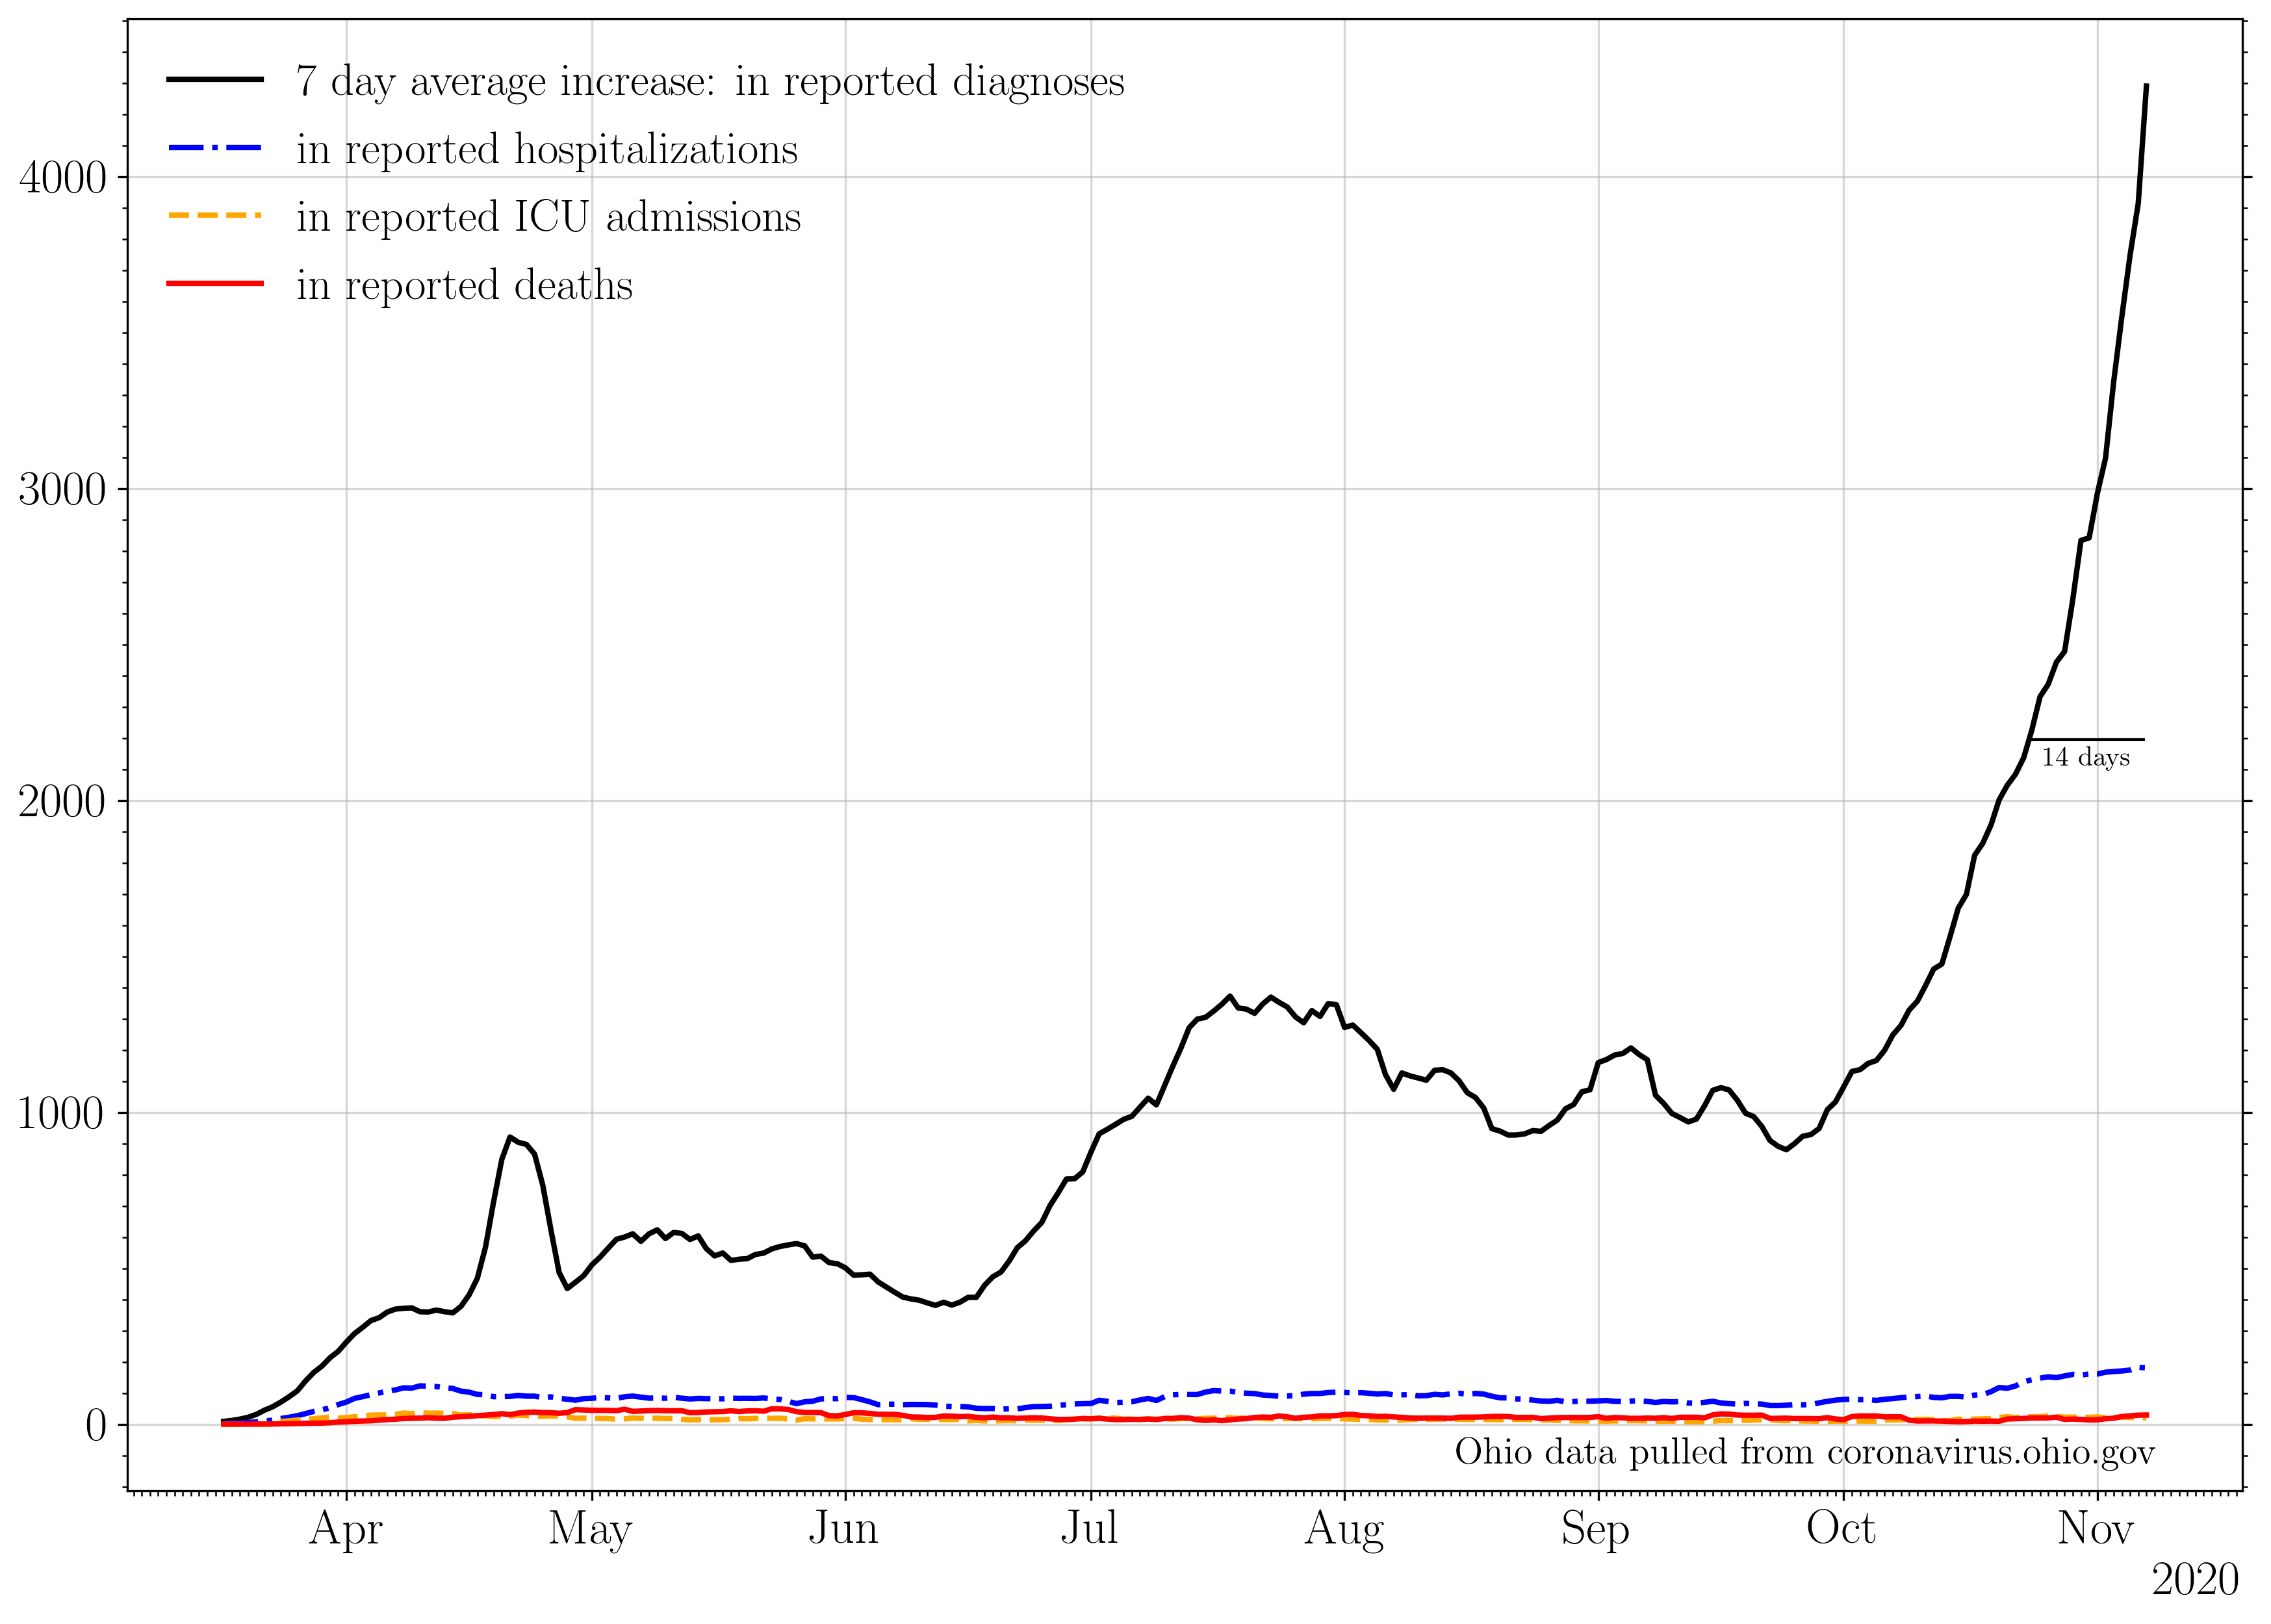 7 day average increase: in reported diagnoses
in reported hospitalizations
in reported ICU admissions
in reported deaths
4000
3000
2000
1000
0
14 days
Ohio data pulled from coronavirus.ohio.gov
Apr May Jun Jul Aug Sep Oct Nov
2020